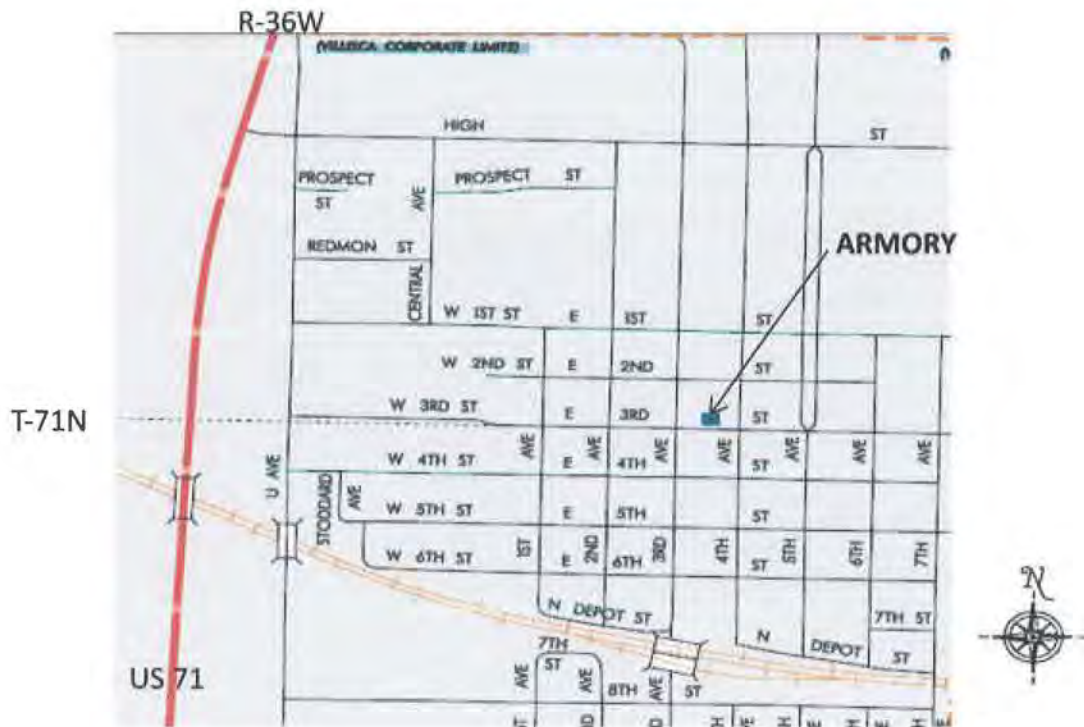 R-36W
(VILLISCA CORPORATE LIMITS)
HIGH ST
PROSPECT ST
PROSPECT ST
AVE
REDMON ST
CENTRAL
ARMORY
W 1ST ST E 1ST ST
W 2ND ST E 2ND ST
W 3RD ST E 3RD ST
T-71N
AVE AVE AVE AVE AVE AVE AVE
W 4TH ST E 4TH ST
U AVE
STODDARD AVE
W 5TH ST E 5TH ST
W 6TH ST E 6TH ST
1ST 2ND 3RD 4TH 5TH 6TH 7TH
N
N DEPOT ST
7TH ST
N DEPOT ST
7TH ST
US 71
AVE AVE AVE
8TH ST